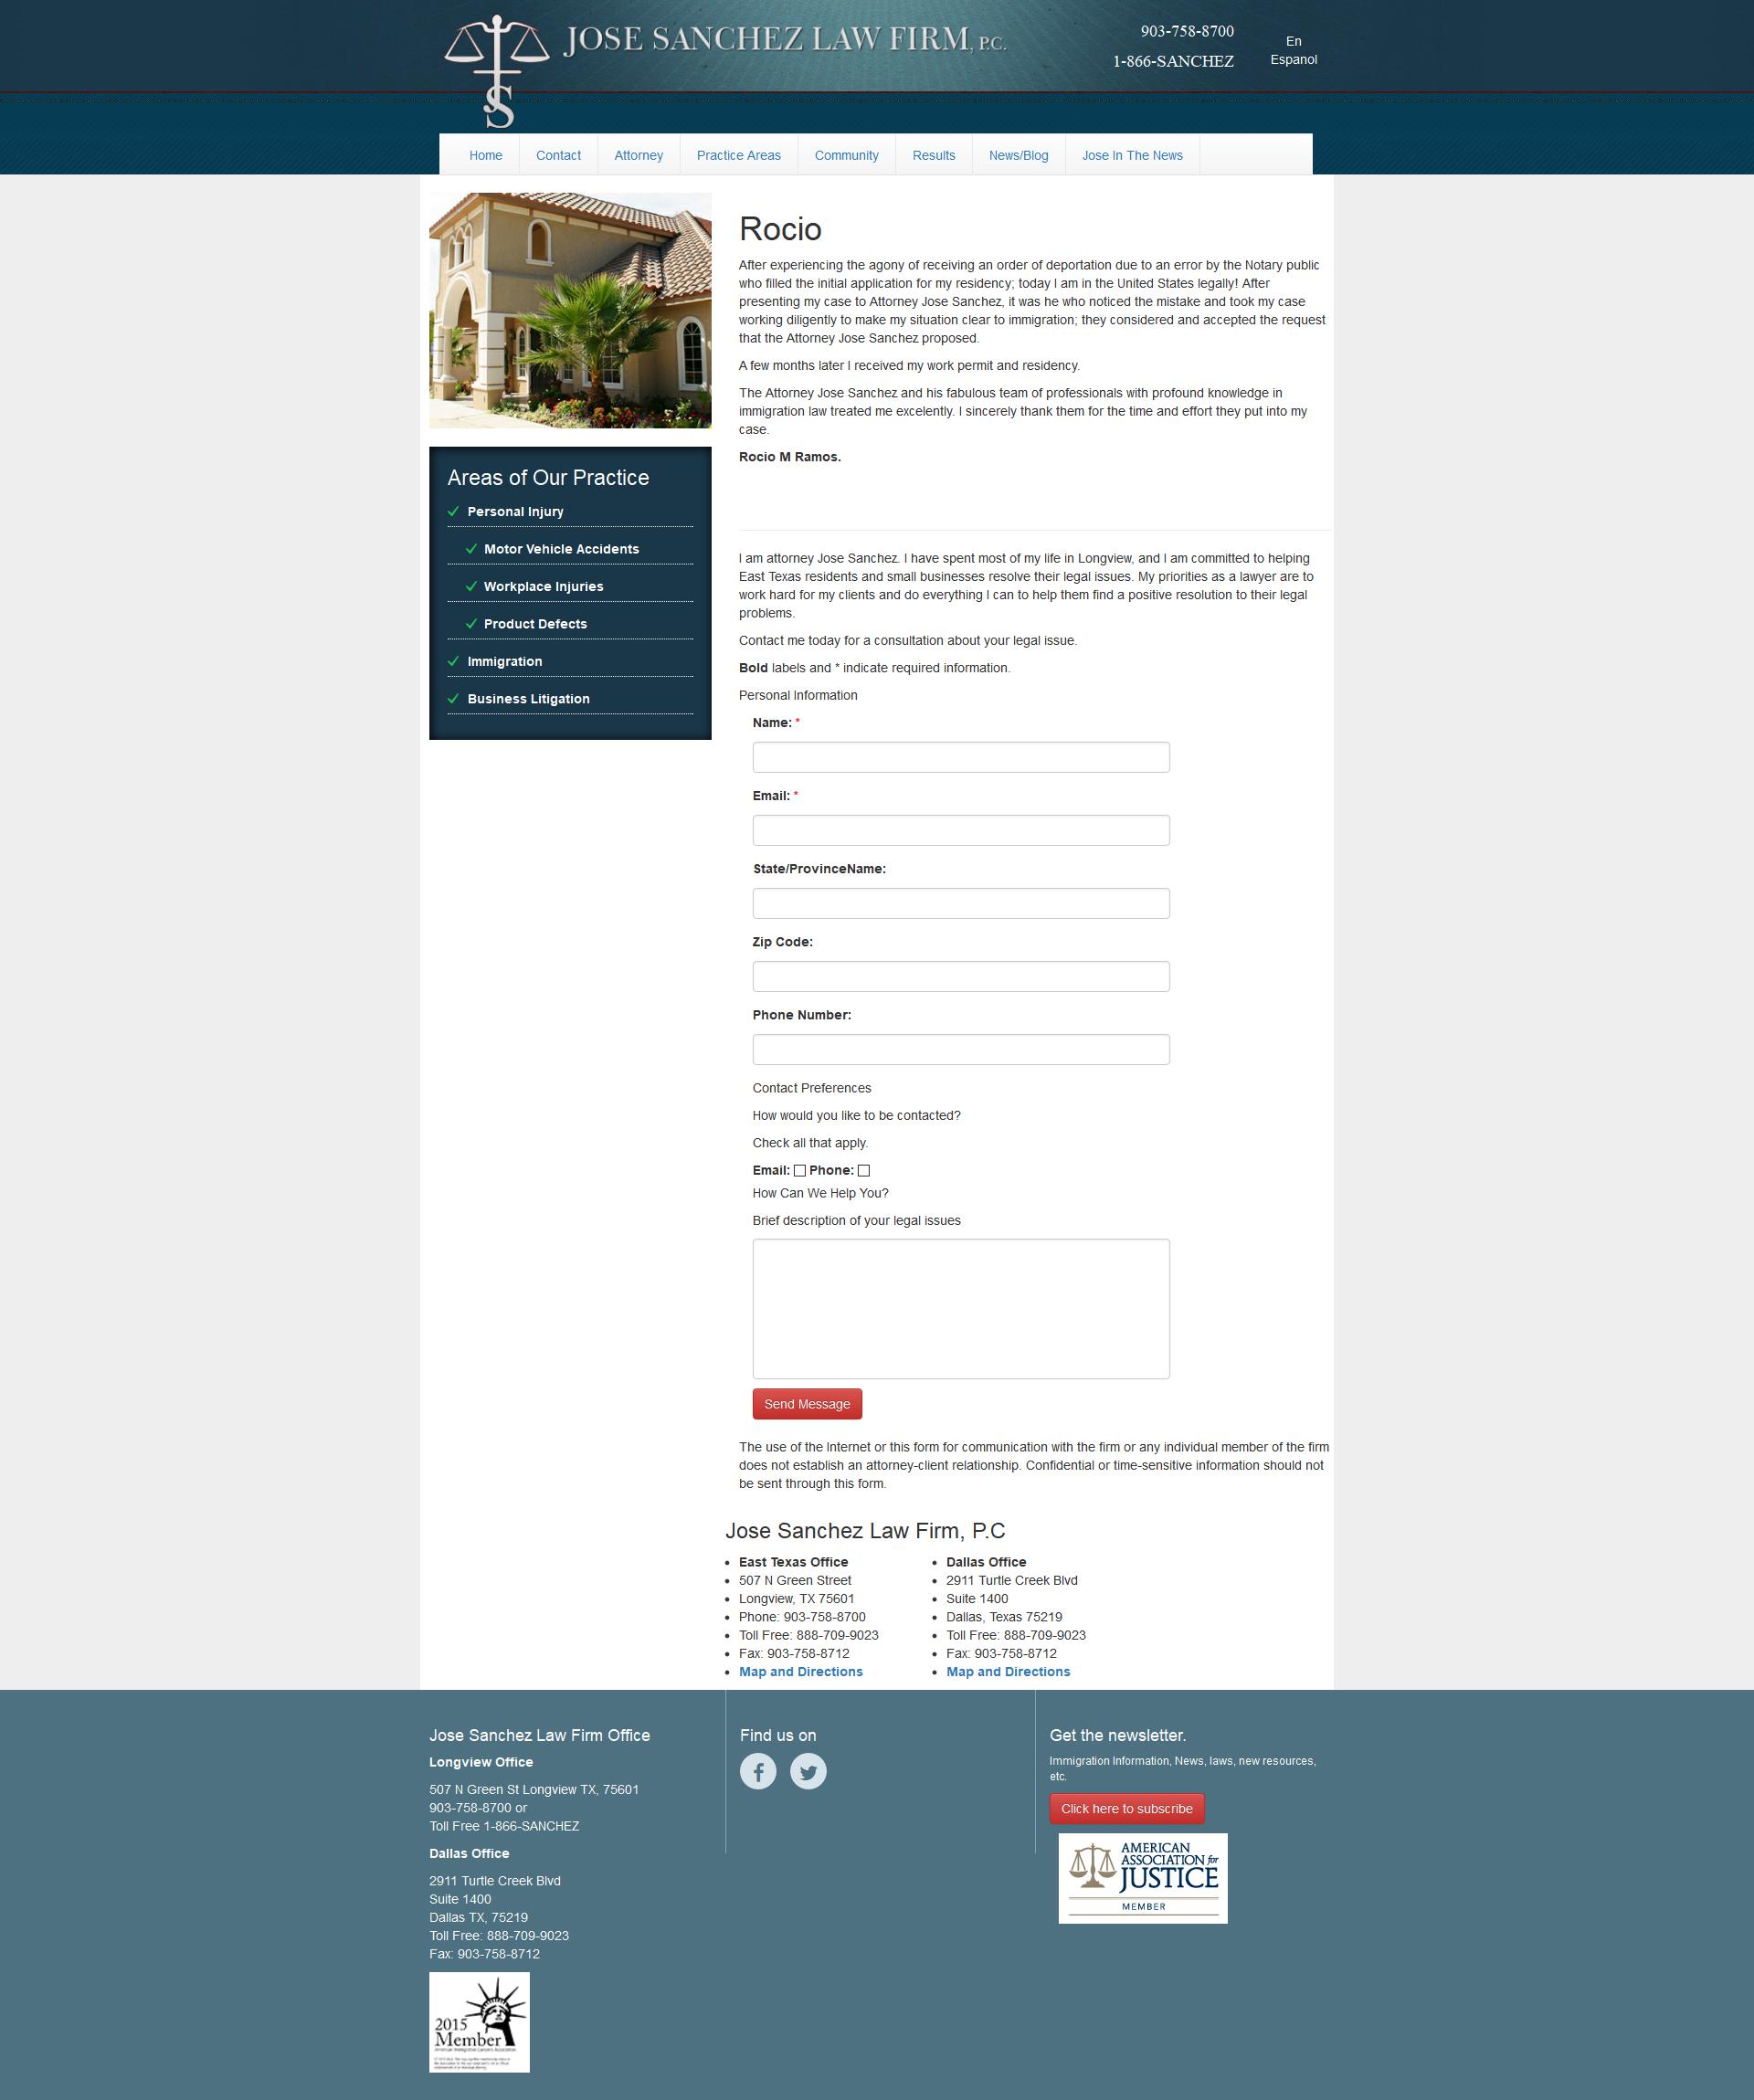 JOSE SANCHEZ LAW FIRM, P.C.
903-758-8700
1-866-SANCHEZ
En
Espanol
Home
Contact
Attorney
Practice Areas
Community
Results
News/Blog
Jose In The News
Rocio
After experiencing the agony of receiving an order of deportation due to an error by the Notary public
who filled the initial application for my residency; today I am in the United States legally! After
presenting my case to Attorney Jose Sanchez, it was he who noticed the mistake and took my case
working diligently to make my situation clear to immigration; they considered and accepted the request
that the Attorney Jose Sanchez proposed.
A few months later I received my work permit and residency.
The Attorney Jose Sanchez and his fabulous team of professionals with profound knowledge in
immigration law treated me excelently. I sincerely thank them for the time and effort they put into my
case.
Rocio M Ramos.
Areas of Our Practice
Personal Injury
Motor Vehicle Accidents
Workplace Injuries
Product Defects
Immigration
Business Litigation
I am attorney Jose Sanchez. I have spent most of my life in Longview, and I am committed to helping
East Texas residents and small businesses resolve their legal issues. My priorities as a lawyer are to
work hard for my clients and do everything I can to help them find a positive resolution to their legal
problems.
Contact me today for a consultation about your legal issue.
Bold labels and * indicate required information.
Personal Information
Name: *
Email: *
State/ProvinceName:
Zip Code:
Phone Number:
Contact Preferences
How would you like to be contacted?
Check all that apply.
Email: Phone:
How Can We Help You?
Brief description of your legal issues
Send Message
The use of the Internet or this form for communication with the firm or any individual member of the firm
does not establish an attorney-client relationship. Confidential or time-sensitive information should not
be sent through this form.
Jose Sanchez Law Firm, P.C
East Texas Office
507 N Green Street
Longview, TX 75601
Phone: 903-758-8700
Toll Free: 888-709-9023
Fax: 903-758-8712
Map and Directions
Dallas Office
2911 Turtle Creek Blvd
Suite 1400
Dallas, Texas 75219
Toll Free: 888-709-9023
Fax: 903-758-8712
Map and Directions
Jose Sanchez Law Firm Office
Longview Office
507 N Green St Longview TX, 75601
903-758-8700 or
Toll Free 1-866-SANCHEZ
Dallas Office
2911 Turtle Creek Blvd
Suite 1400
Dallas TX, 75219
Toll Free: 888-709-9023
Fax: 903-758-8712
2015
Member
American Immigration Lawyers Association
Find us on
Get the newsletter.
Immigration Information, News, laws, new resources,
etc.
Click here to subscribe
AMERICAN
ASSOCIATION for
JUSTICE
MEMBER